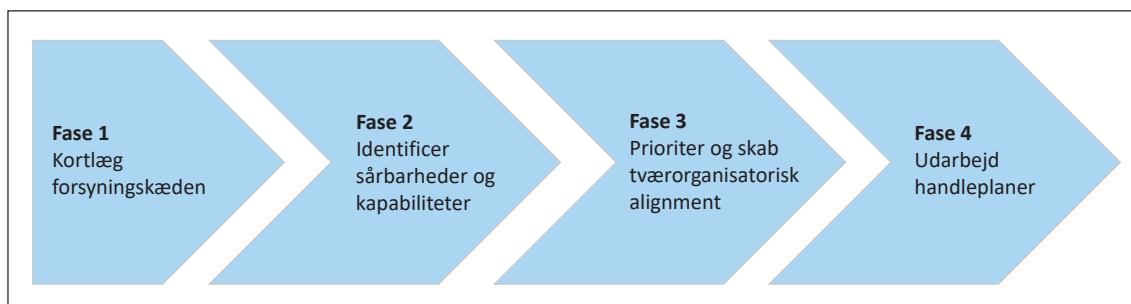 Fase 1
Kortlæg
forsyningskæden
Fase 2
Identificer
sårbarheder og
kapabiliteter
Fase 3
Prioriter og skab
tværorganisatorisk
alignment
Fase 4
Udarbejd
handleplaner